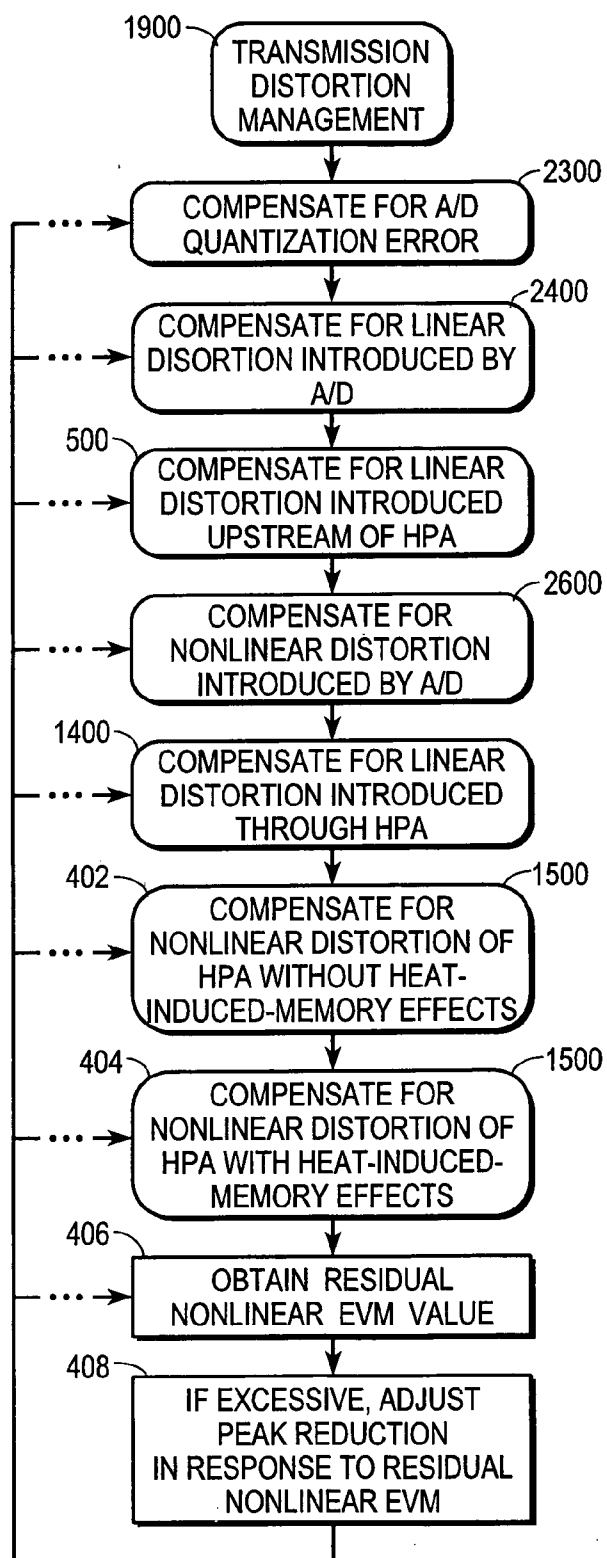 1900
TRANSMISSION
DISTORTION
MANAGEMENT
2300
COMPENSATE FOR A/D
QUANTIZATION ERROR
2400
COMPENSATE FOR LINEAR
DISORTION INTRODUCED BY
A/D
500
COMPENSATE FOR LINEAR
DISTORTION INTRODUCED
UPSTREAM OF HPA
2600
COMPENSATE FOR
NONLINEAR DISTORTION
INTRODUCED BY A/D
1400
COMPENSATE FOR LINEAR
DISTORTION INTRODUCED
THROUGH HPA
402 1500
COMPENSATE FOR
NONLINEAR DISTORTION OF
HPA WITHOUT HEAT-
INDUCED-MEMORY EFFECTS
404 1500
COMPENSATE FOR
NONLINEAR DISTORTION OF
HPA WITH HEAT-INDUCED-
MEMORY EFFECTS
406
OBTAIN RESIDUAL
NONLINEAR EVM VALUE
408
IF EXCESSIVE, ADJUST
PEAK REDUCTION
IN RESPONSE TO RESIDUAL
NONLINEAR EVM